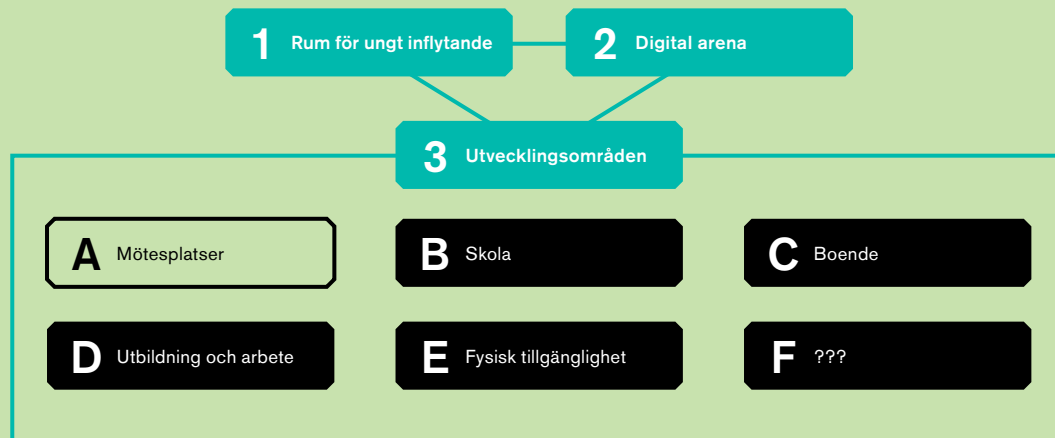 1 Rum för ungt inflytande
2 Digital arena
3 Utvecklingsområden
A Mötesplatser
B Skola
C Boende
D Utbildning och arbete
E Fysisk tillgänglighet
F ???